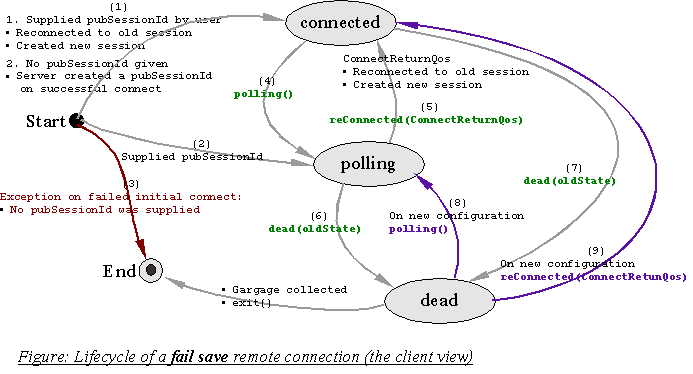 (1)
1. Supplied pubSessionId by user
• Reconnected to old session
• Created new session
2. No pubSessionId given
• Server created a pubSessionId
on successful connect
connected
(4)
polling()
ConnectReturnQos
• Reconnected to old session
• Created new session
(5)
reConnected(ConnectReturnQos)
Start
(2)
Supplied pubSessionId
polling
(7)
dead(oldState)
(3)
Exception on failed initial connect:
• No pubSessionId was supplied
(6)
dead(oldState)
(8)
On new configuration
polling()
(9)
On new configuration
reConnected(ConnectRetunQos)
End
• Gargage collected
• exit()
dead
Figure: Lifecycle of a fail save remote connection (the client view)